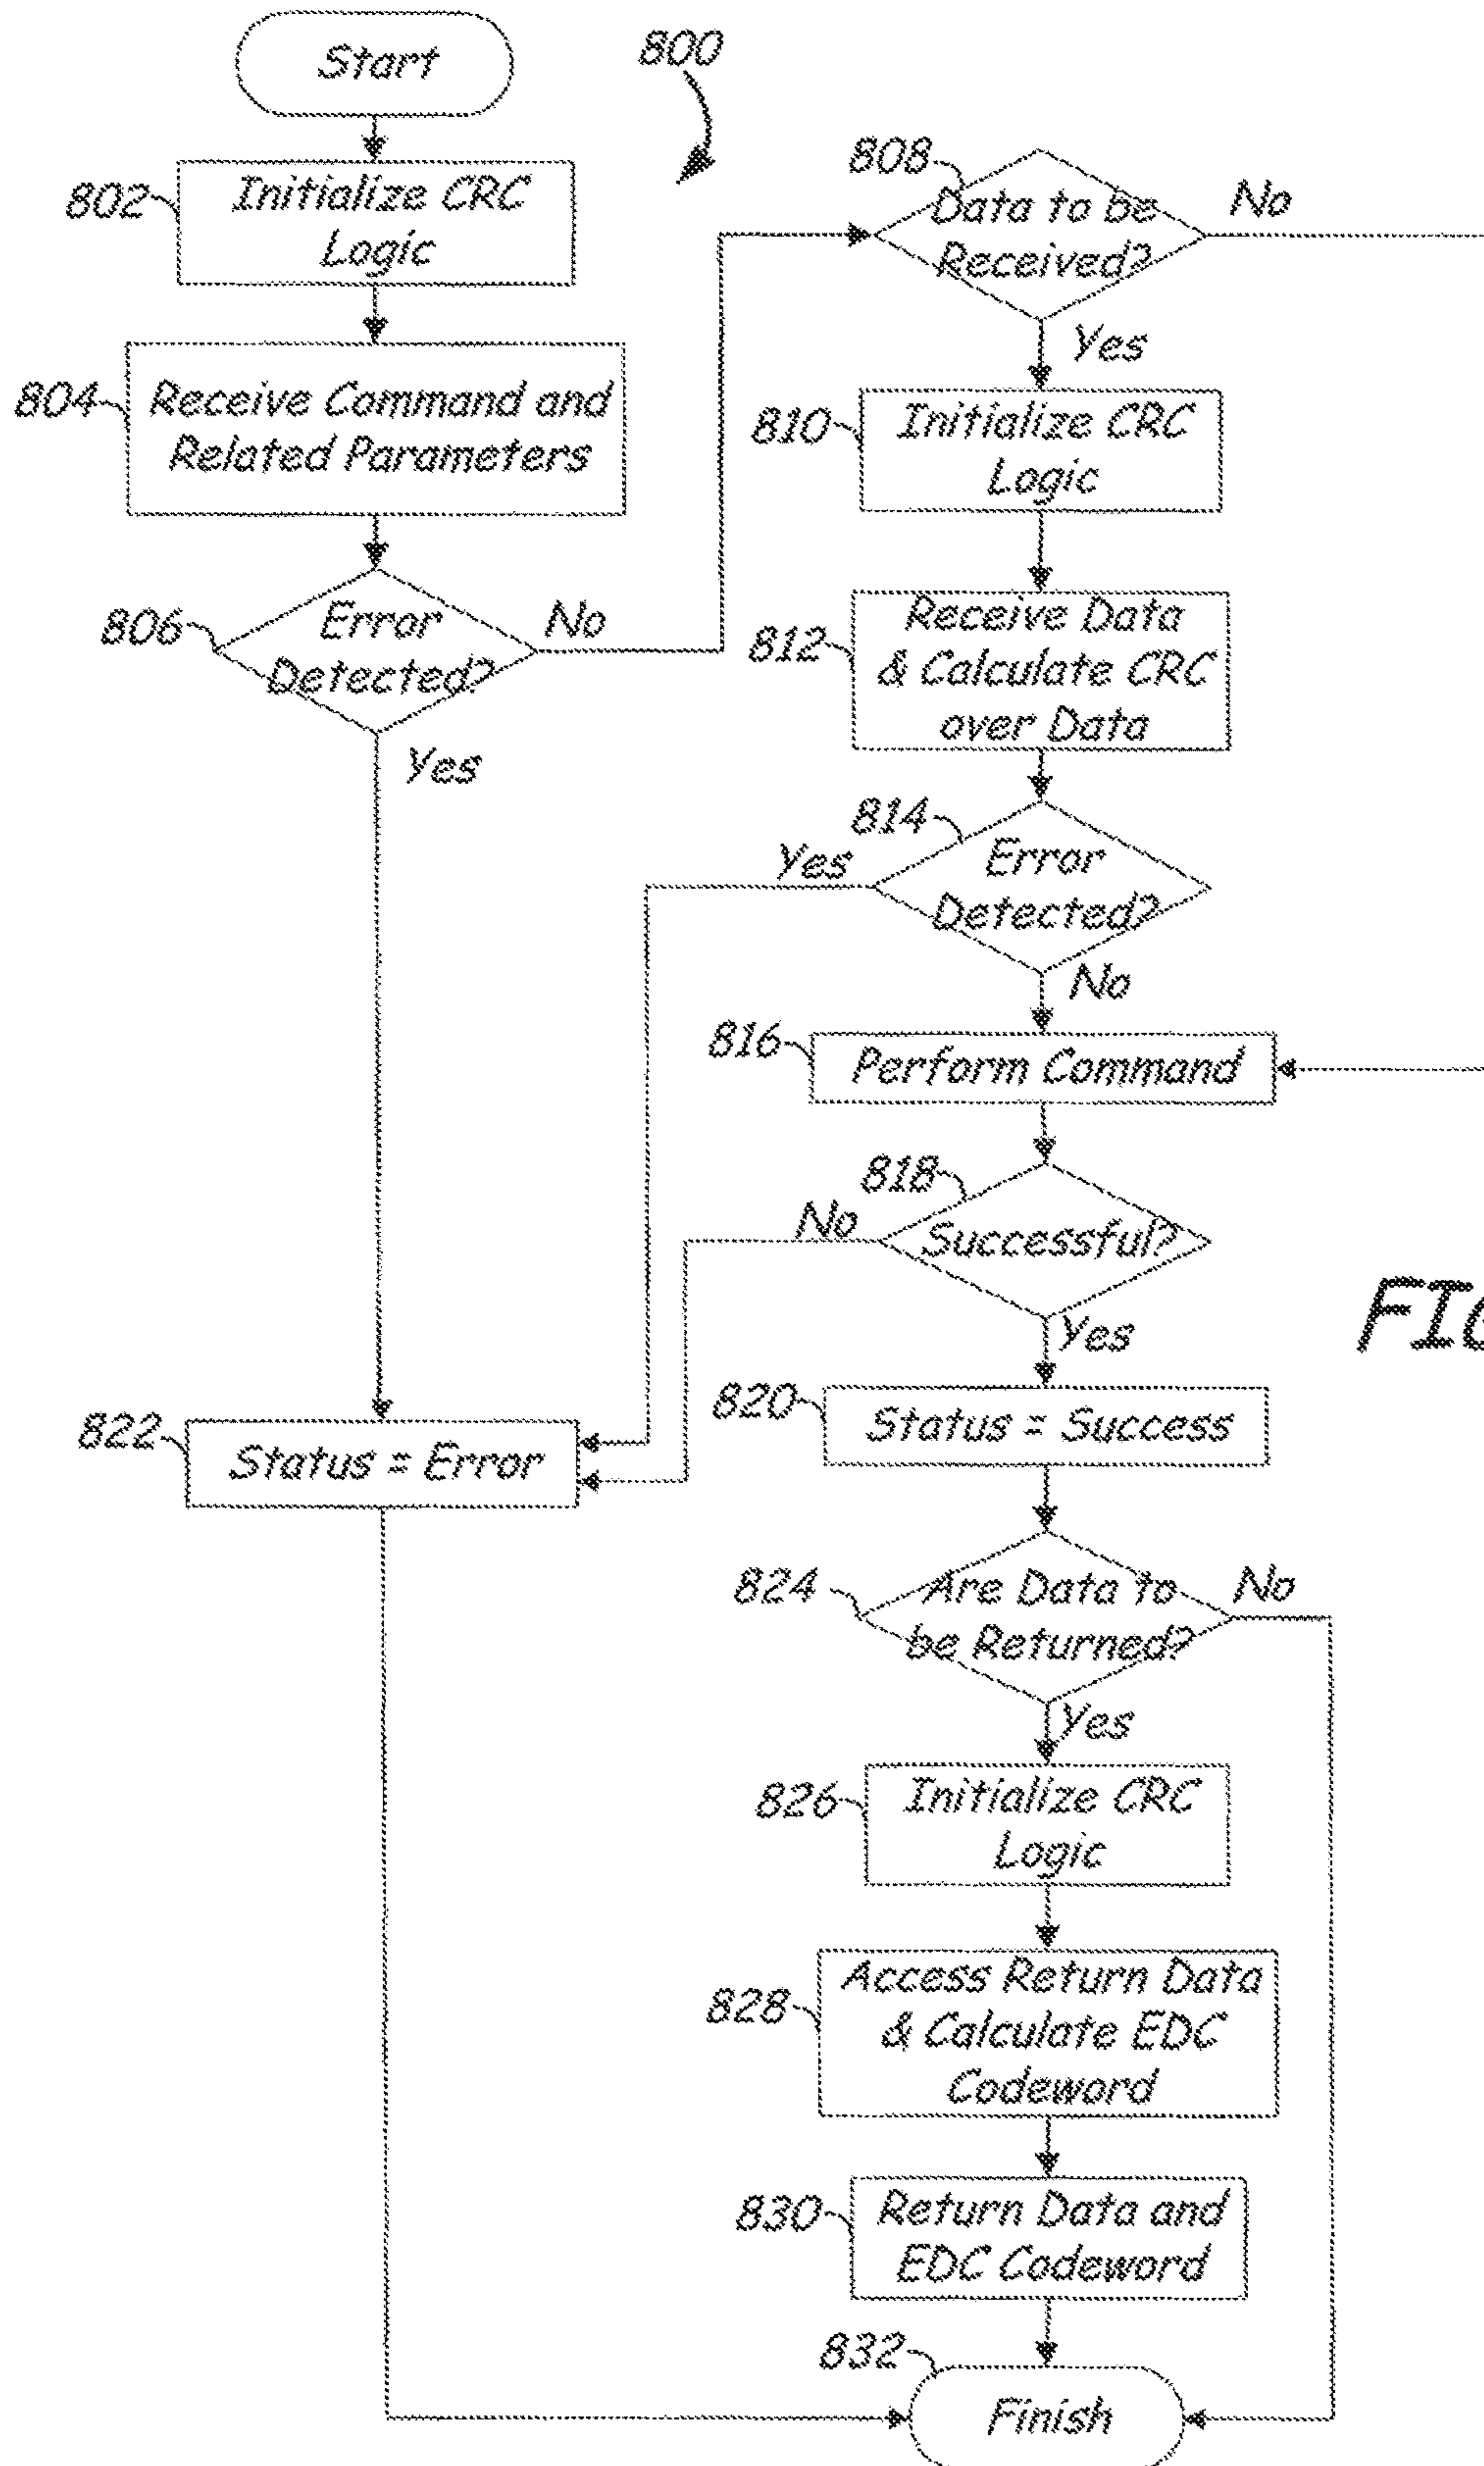 Start
800
802
Initialize CRC
Logic
804
Receive Command and
Related Parameters
806
Error
Detected?
No
Yes
808
Data to be
Received?
No
Yes
810
Initialize CRC
Logic
812
Receive Data
& Calculate CRC
over Data
814
Error
Detected?
Yes
No
816
Perform Command
818
Successful?
No
Yes
820
Status = Success
822
Status = Error
824
Are Data to
be Returned?
No
Yes
826
Initialize CRC
Logic
828
Access Return Data
& Calculate EDC
Codeword
830
Return Data and
EDC Codeword
832
Finish